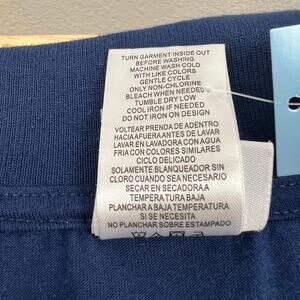 TURN GARMENT INSIDE OUT
BEFORE WASHING
MACHINE WASH COLD
WITH LIKE COLORS
GENTLE CYCLE
ONLY NON-CHLORINE
BLEACH WHEN NEEDED
TUMBLE DRY LOW
COOL IRON IF NEEDED
DO NOT IRON ON DESIGN
VOLTEAR PRENDA DE ADENTRO
HACIA AFUERA ANTES DE LAVAR
LAVAR EN LAVADORA CON AGUA
FRIA CON COLORES SIMILARES
CICLO DELICADO
SOLAMENTE BLANQUEADOR SIN
CLORO CUANDO SEA NECESARIO
SECAR EN SECADORA A
TEMPERATURA BAJA
PLANCHAR A BAJA TEMPERATURA
SI SE NECESITA
NO PLANCHAR SOBRE ESTAMPADO